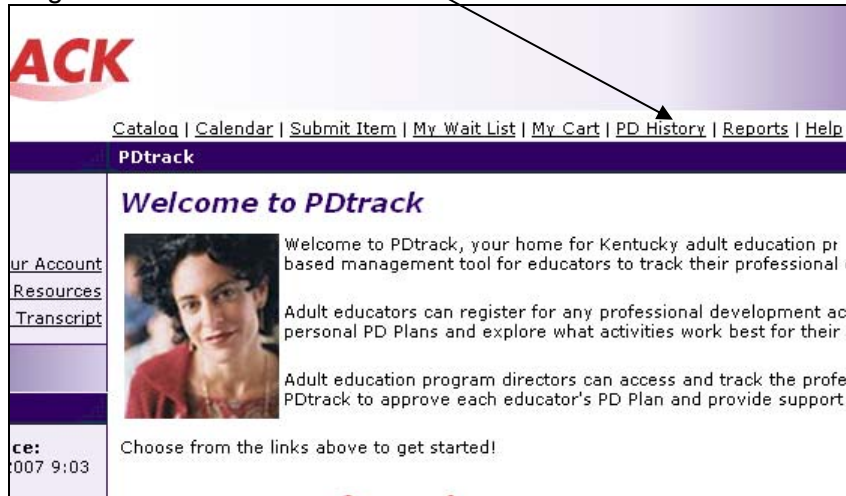 ACK
Catalog | Calendar | Submit Item | My Wait List | My Cart | PD History | Reports | Help
PDtrack
Welcome to PDtrack
Welcome to PDtrack, your home for Kentucky adult education pr
based management tool for educators to track their professional
ur Account
Resources
Transcript
Adult educators can register for any professional development ac
personal PD Plans and explore what activities work best for their
Adult education program directors can access and track the profe
PDtrack to approve each educator's PD Plan and provide support
Choose from the links above to get started!
ce:
007 9:03